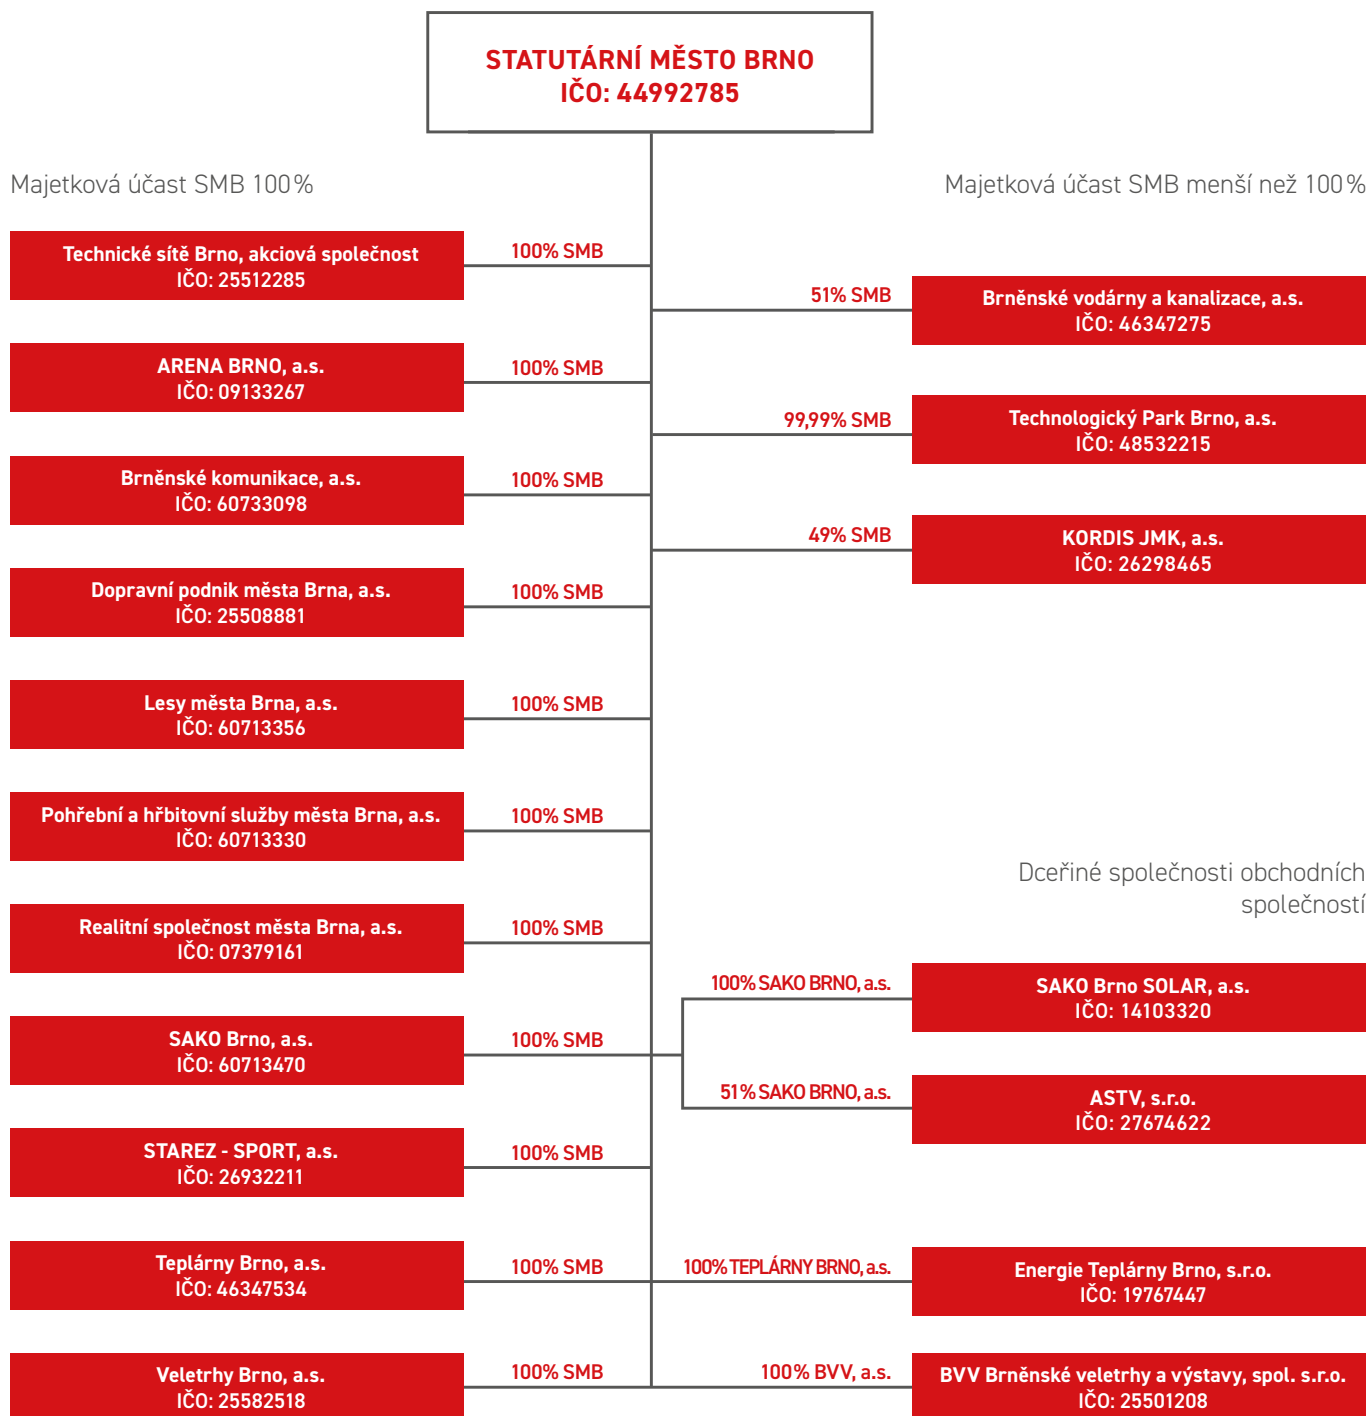 STATUTÁRNÍ MĚSTO BRNO
IČO: 44992785
Majetková účast SMB 100%
Majetková účast SMB menší než 100%
Technické sítě Brno, akciová společnost
IČO: 25512285
100% SMB
51% SMB
Brněnské vodárny a kanalizace, a.s.
IČO: 46347275
ARENA BRNO, a.s.
IČO: 09133267
100% SMB
99,99% SMB
Technologický Park Brno, a.s.
IČO: 48532215
Brněnské komunikace, a.s.
IČO: 60733098
100% SMB
49% SMB
KORDIS JMK, a.s.
IČO: 26298465
Dopravní podnik města Brna, a.s.
IČO: 25508881
100% SMB
Lesy města Brna, a.s.
IČO: 60713356
100% SMB
Pohřební a hřbitovní služby města Brna, a.s.
IČO: 60713330
100% SMB
Dceřiné společnosti obchodních
společností
Realitní společnost města Brna, a.s.
IČO: 07379161
100% SMB
100% SAKO BRNO, a.s.
SAKO Brno SOLAR, a.s.
IČO: 14103320
SAKO Brno, a.s.
IČO: 60713470
100% SMB
51% SAKO BRNO, a.s.
ASTV, s.r.o.
IČO: 27674622
STAREZ - SPORT, a.s.
IČO: 26932211
100% SMB
Teplárny Brno, a.s.
IČO: 46347534
100% SMB
100% TEPLÁRNY BRNO, a.s.
Energie Teplárny Brno, s.r.o.
IČO: 19767447
Veletrhy Brno, a.s.
IČO: 25582518
100% SMB
100% BVV, a.s.
BVV Brněnské veletrhy a výstavy, spol. s.r.o.
IČO: 25501208